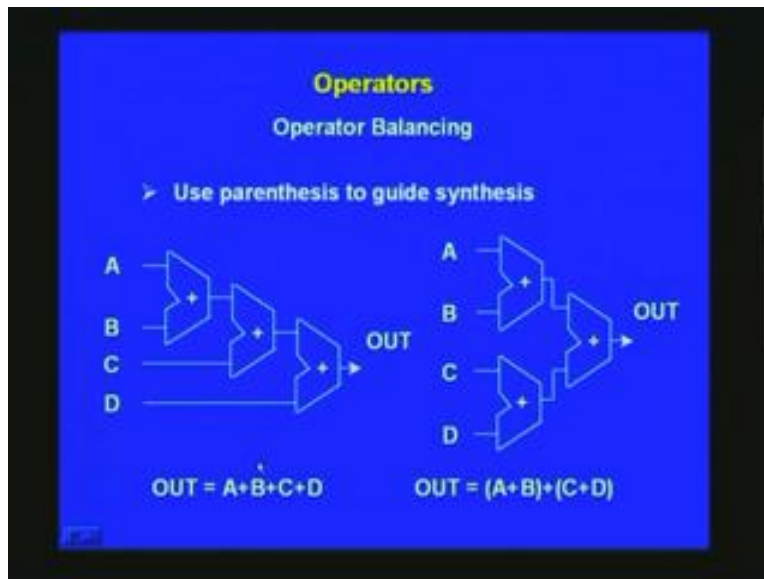 Operators
Operator Balancing
Use parenthesis to guide synthesis
A
B
C
D
+
+
+
OUT
A
B
C
D
+
+
+
OUT
OUT = A+B+C+D
OUT = (A+B)+(C+D)